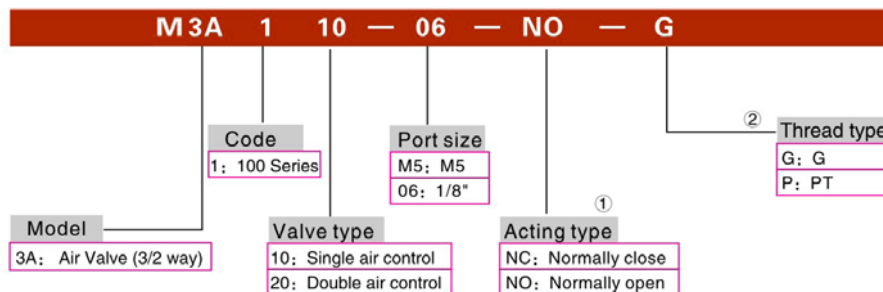 M3A 1 10 — 06 — NO — G
② Thread type
G: G
P: PT
Code
1: 100 Series
Port size
M5: M5
06: 1/8"
①
Model
3A: Air Valve (3/2 way)
Valve type
10: Single air control
20: Double air control
Acting type
NC: Normally close
NO: Normally open